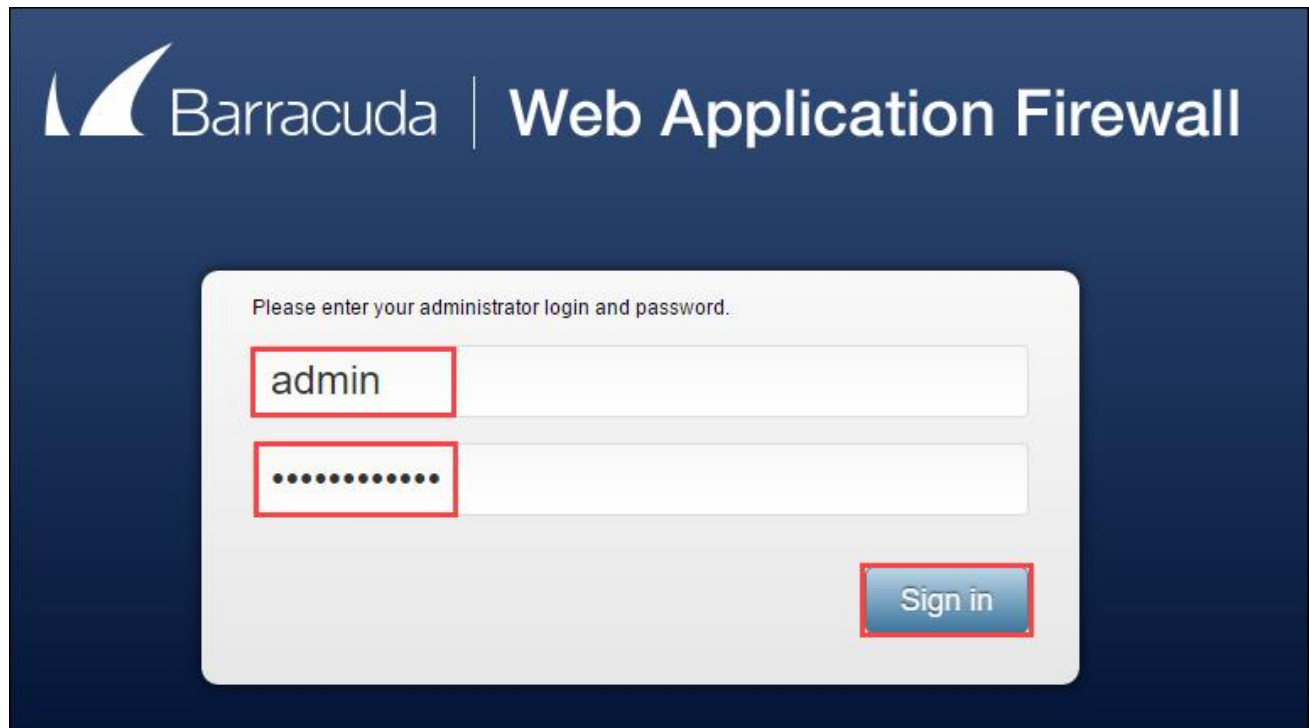 Barracuda | Web Application Firewall
Please enter your administrator login and password.
admin
••••••••••••
Sign in